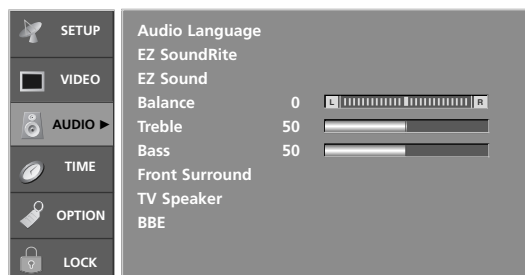 SETUP
VIDEO
AUDIO ►
TIME
OPTION
LOCK
Audio Language
EZ SoundRite
EZ Sound
Balance 0 L R
Treble 50
Bass 50
Front Surround
TV Speaker
BBE